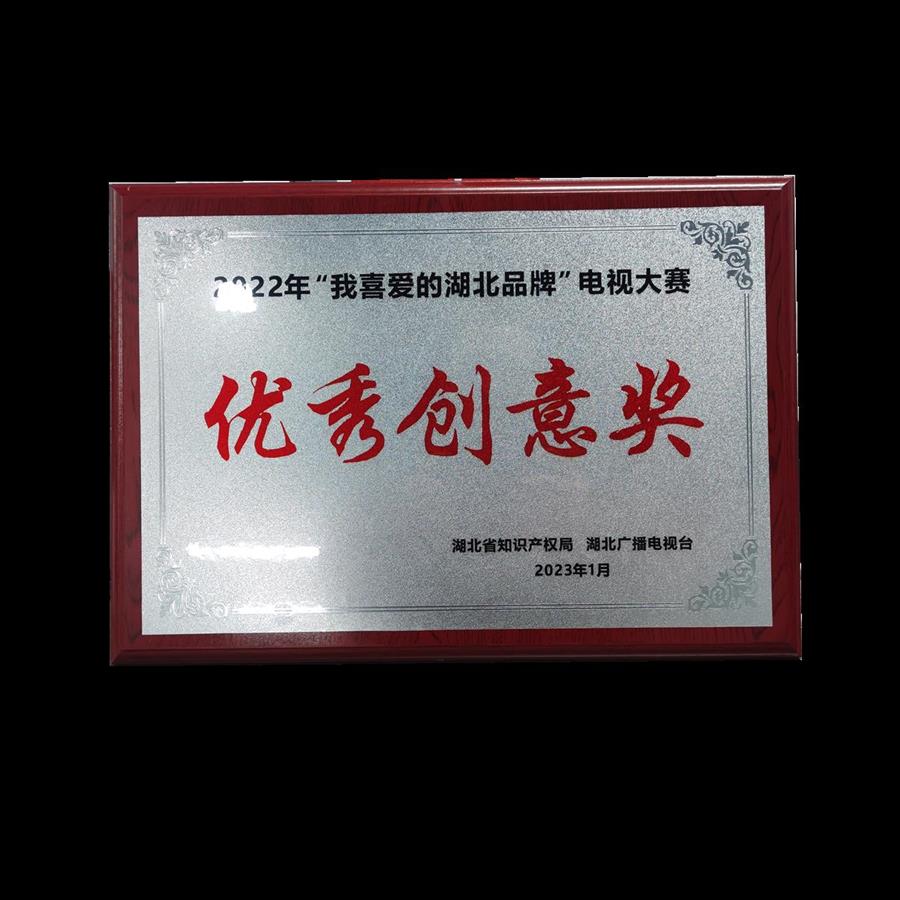 2022年“我喜爱的湖北品牌”电视大赛
优秀创意奖
湖北省知识产权局 湖北广播电视台
2023年1月